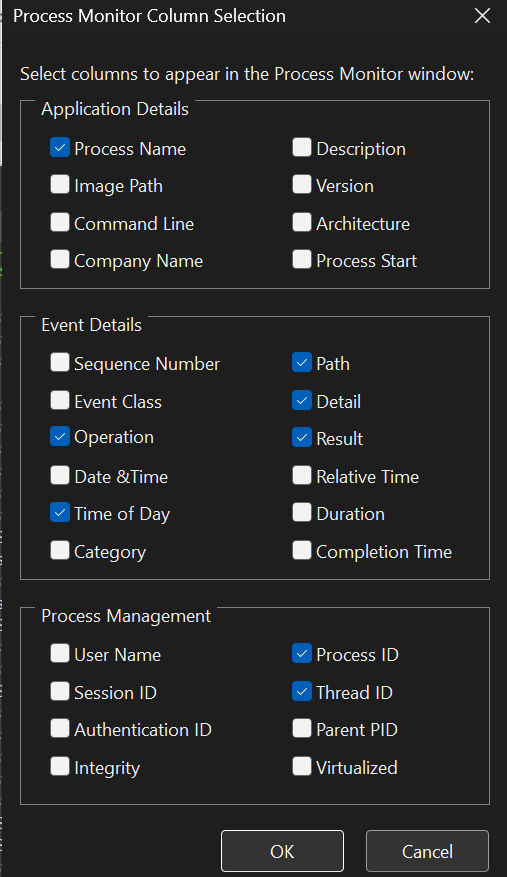 Process Monitor Column Selection
Select columns to appear in the Process Monitor window:
Application Details
Process Name
Description
Image Path
Version
Command Line
Architecture
Company Name
Process Start
Event Details
Sequence Number
Path
Event Class
Detail
Operation
Result
Date &Time
Relative Time
Time of Day
Duration
Category
Completion Time
Process Management
User Name
Process ID
Session ID
Thread ID
Authentication ID
Parent PID
Integrity
Virtualized
OK
Cancel